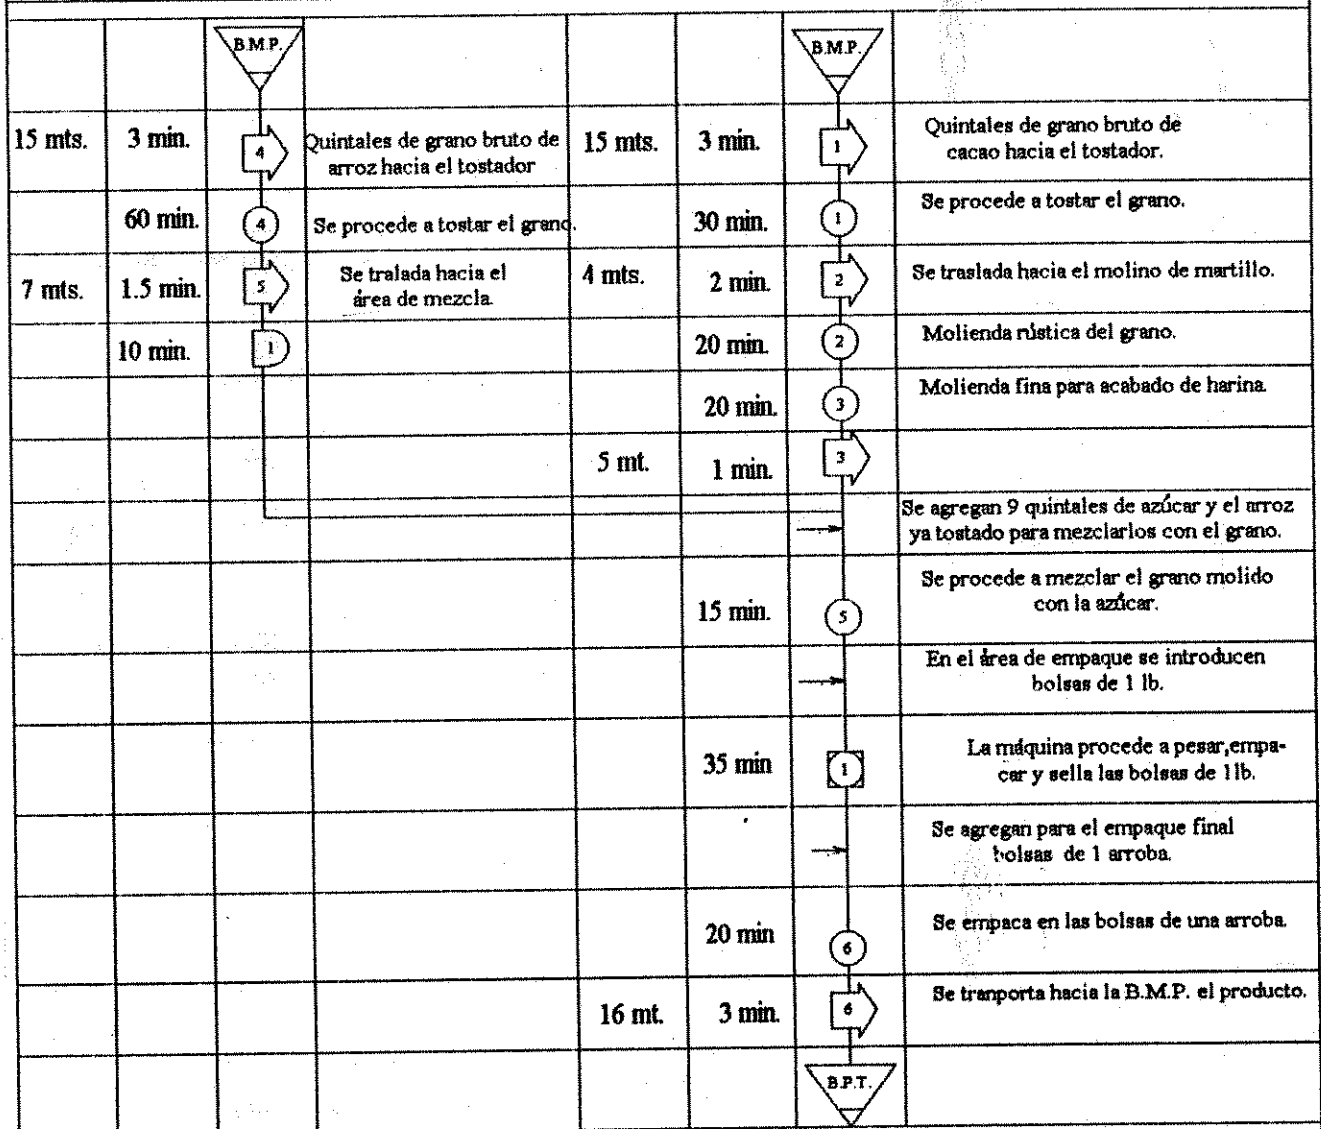 B.M.P.
B.M.P.
15 mts.
3 min.
4
Quintales de grano bruto de
arroz hacia el tostador
15 mts.
3 min.
1
Quintales de grano bruto de
cacao hacia el tostador.
60 min.
4
Se procede a tostar el grano.
30 min.
1
Se procede a tostar el grano.
7 mts.
1.5 min.
5
Se tralada hacia el
área de mezcla.
4 mts.
2 min.
2
Se traslada hacia el molino de martillo.
10 min.
1
20 min.
2
Molienda rústica del grano.
20 min.
3
Molienda fina para acabado de harina.
5 mt.
1 min.
3
Se agregan 9 quintales de azúcar y el arroz
ya tostado para mezclarlos con el grano.
15 min.
5
Se procede a mezclar el grano molido
con la azúcar.
En el área de empaque se introducen
bolsas de 1 lb.
35 min
1
La máquina procede a pesar,empa-
car y sella las bolsas de 1lb.
Se agregan para el empaque final
bolsas de 1 arroba.
20 min
6
Se empaca en las bolsas de una arroba.
16 mt.
3 min.
6
Se tranporta hacia la B.M.P. el producto.
B.P.T.